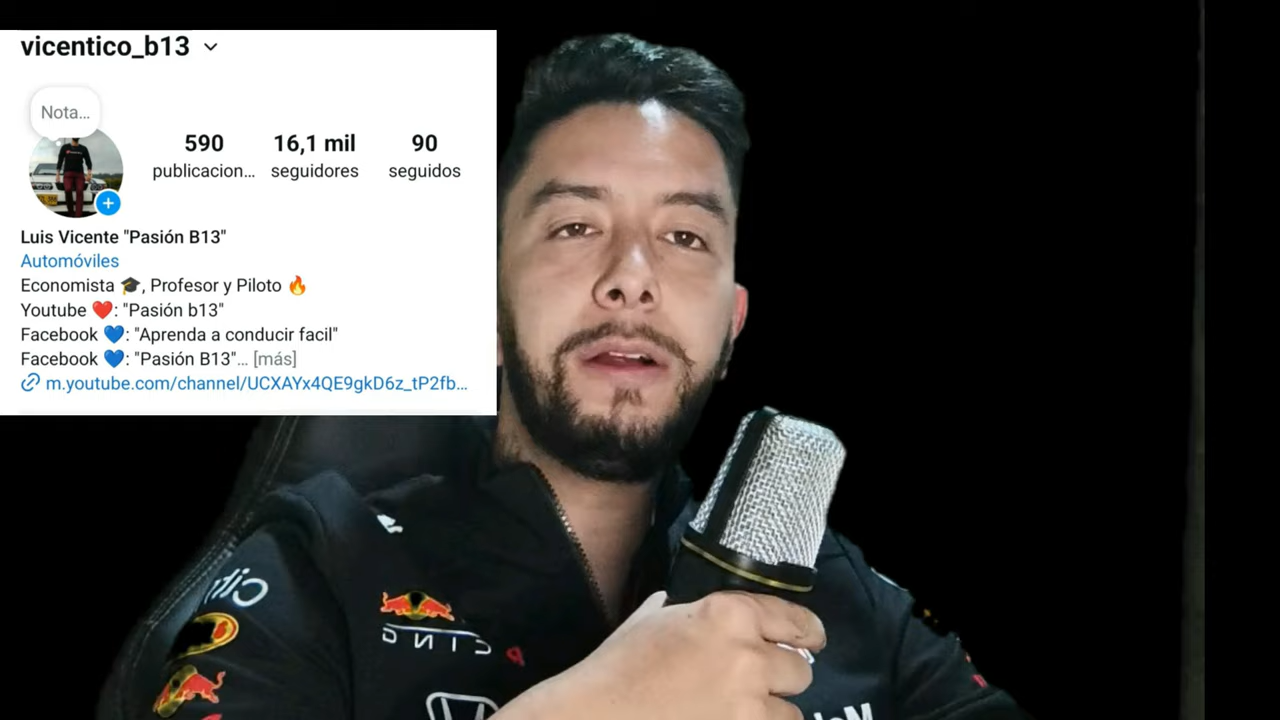 vicentico_b13
Nota...
590 16,1 mil 90
publicacion... seguidores seguidos
Luis Vicente "Pasión B13"
Automóviles
Economista 🎓, Profesor y Piloto 🔥
Youtube ❤️: "Pasión b13"
Facebook 💙: "Aprenda a conducir facil"
Facebook 💙: "Pasión B13"... [más]
m.youtube.com/channel/UCXAYx4QE9gkD6z_tP2fb...